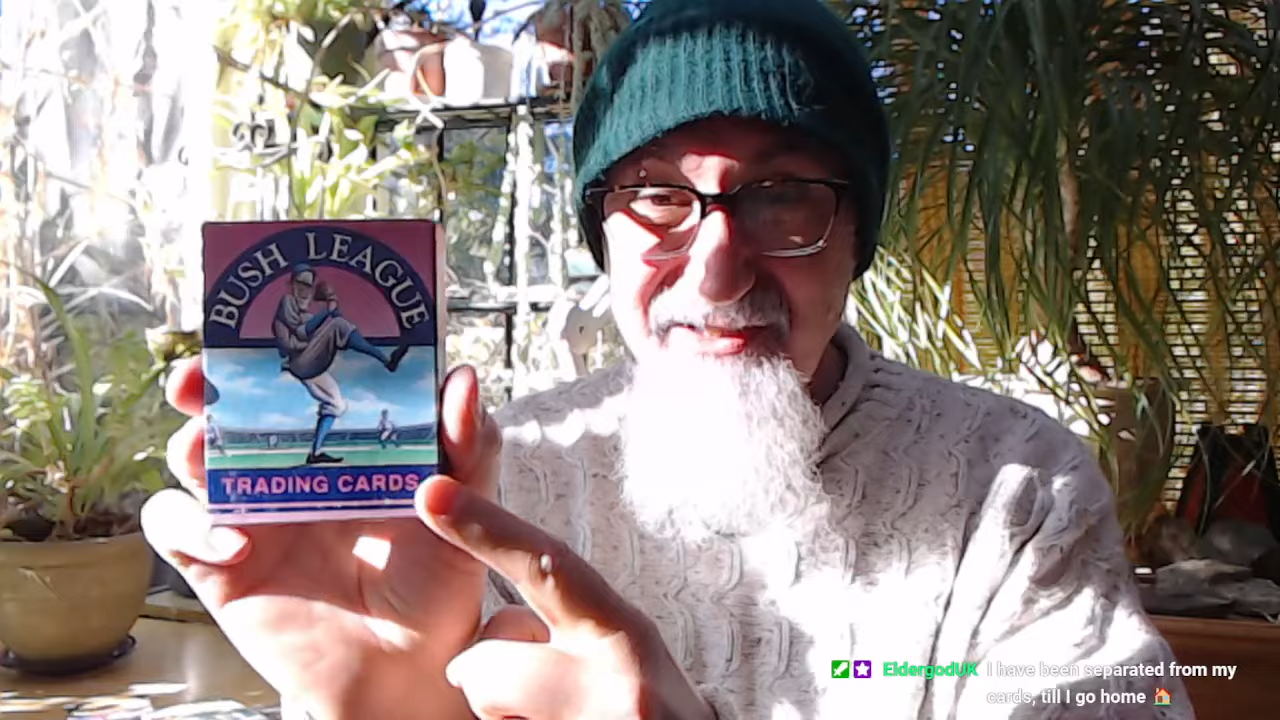 BUSH LEAGUE
TRADING CARDS
EldergodUK I have been separated from my
cards, till I go home 🏠